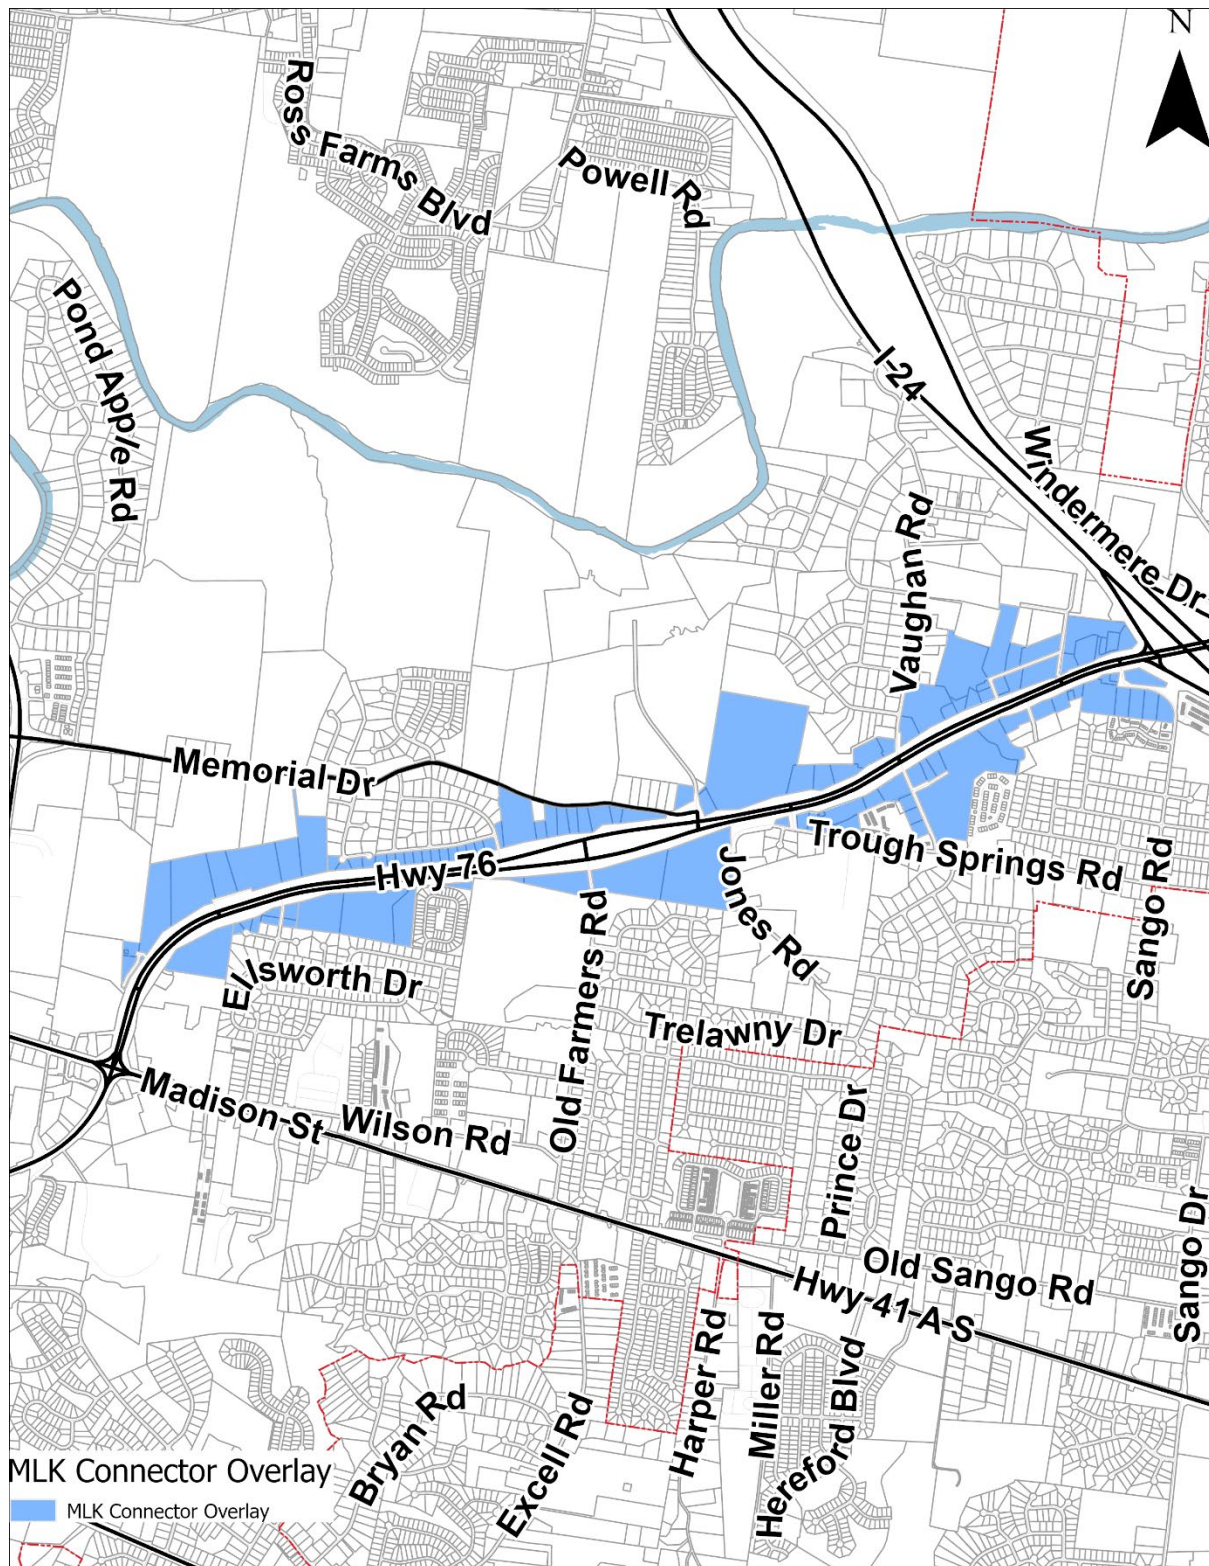 N
Ross Farms Blvd
Powell Rd
Pond Apple Rd
I-24
Windermere Dr
Vaughan Rd
Memorial Dr
Hwy 76
Trough Springs Rd
Jones Rd
Sango Rd
Ellsworth Dr
Old Farmers Rd
Trelawny Dr
Madison St
Wilson Rd
Prince Dr
Old Sango Rd
Sango Dr
Hwy 41-A S
Harper Rd
Miller Rd
Hereford Blvd
Bryan Rd
Excell Rd
MLK Connector Overlay
MLK Connector Overlay